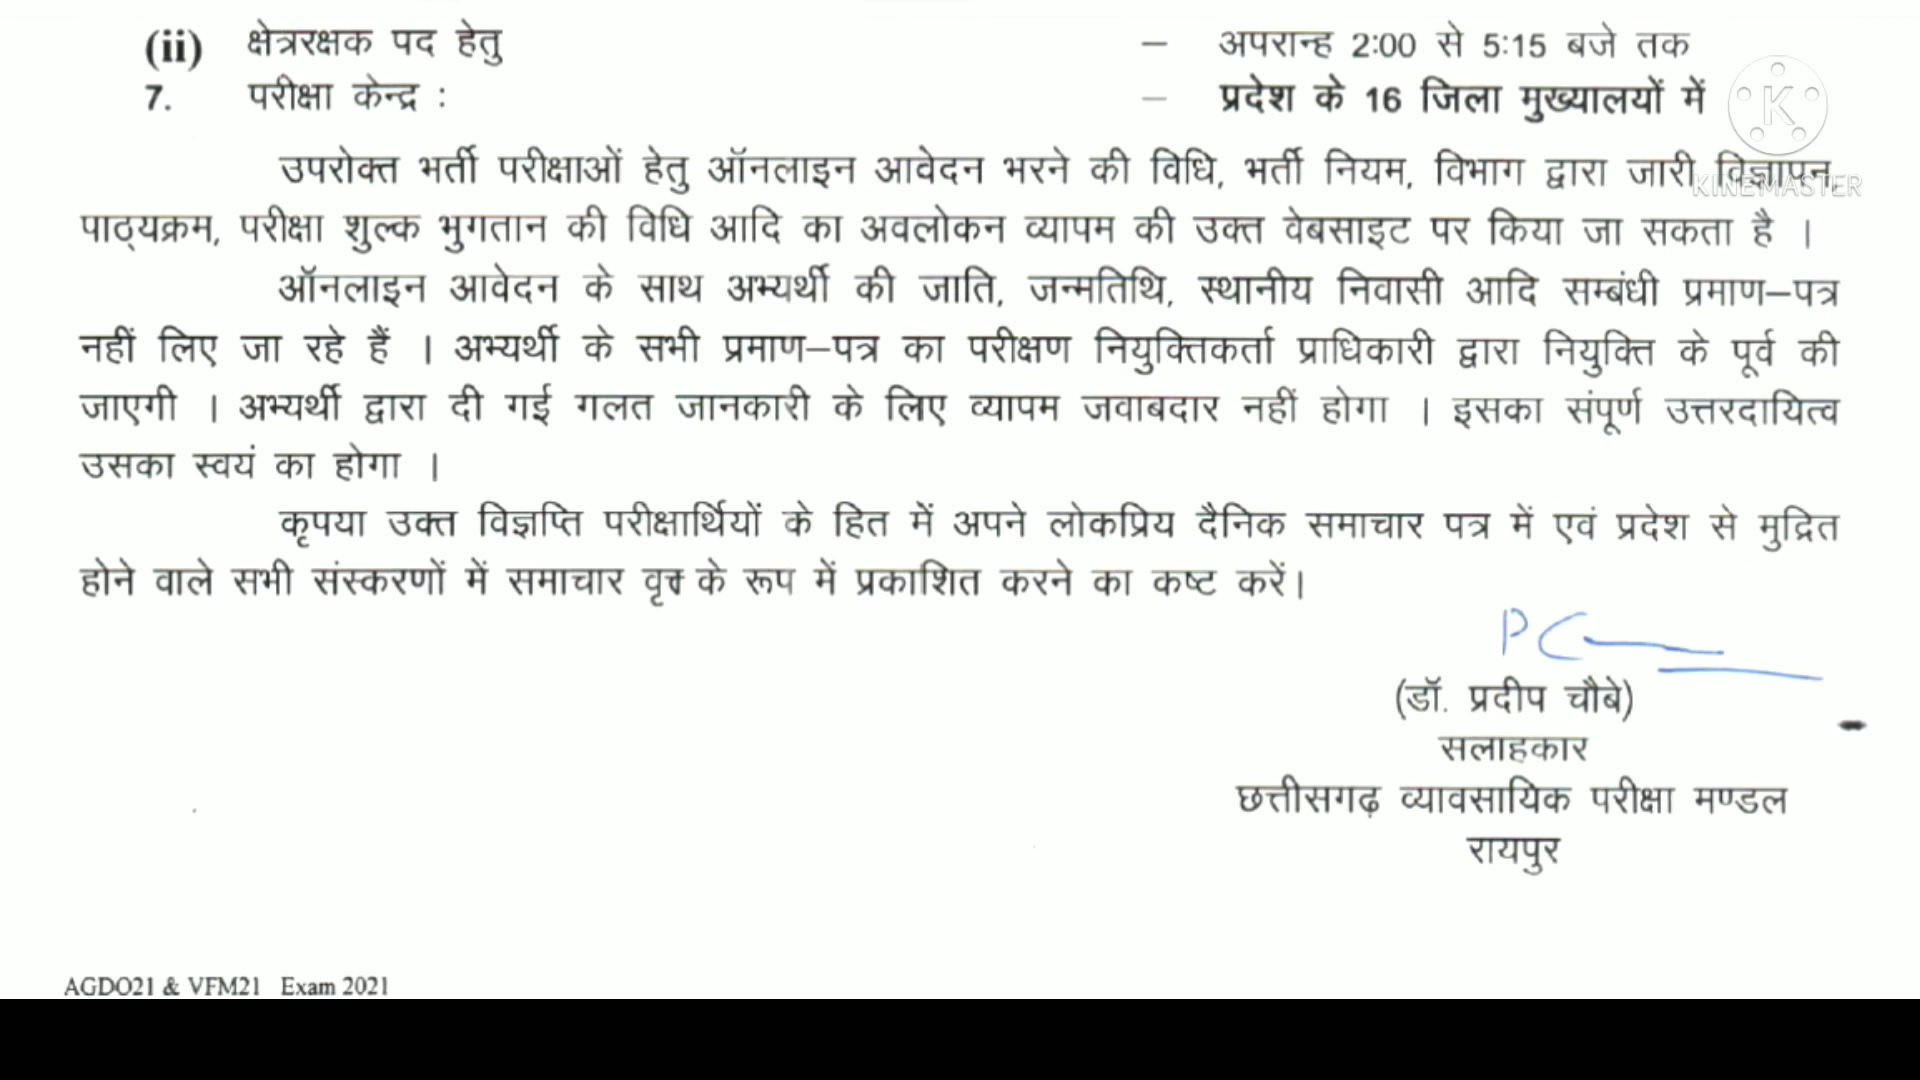 (ii) क्षेत्ररक्षक पद हेतु – अपरान्ह 2:00 से 5:15 बजे तक
7. परीक्षा केन्द्र : – प्रदेश के 16 जिला मुख्यालयों में
उपरोक्त भर्ती परीक्षाओं हेतु ऑनलाइन आवेदन भरने की विधि, भर्ती नियम, विभाग द्वारा जारी विज्ञापन,
पाठ्यक्रम, परीक्षा शुल्क भुगतान की विधि आदि का अवलोकन व्यापम की उक्त वेबसाइट पर किया जा सकता है ।
ऑनलाइन आवेदन के साथ अभ्यर्थी की जाति, जन्मतिथि, स्थानीय निवासी आदि सम्बंधी प्रमाण–पत्र
नहीं लिए जा रहे हैं । अभ्यर्थी के सभी प्रमाण–पत्र का परीक्षण नियुक्तिकर्ता प्राधिकारी द्वारा नियुक्ति के पूर्व की
जाएगी । अभ्यर्थी द्वारा दी गई गलत जानकारी के लिए व्यापम जवाबदार नहीं होगा । इसका संपूर्ण उत्तरदायित्व
उसका स्वयं का होगा ।
कृपया उक्त विज्ञप्ति परीक्षार्थियों के हित में अपने लोकप्रिय दैनिक समाचार पत्र में एवं प्रदेश से मुद्रित
होने वाले सभी संस्करणों में समाचार वृत्त के रूप में प्रकाशित करने का कष्ट करें।
PC
(डॉ. प्रदीप चौबे)
सलाहकार
छत्तीसगढ़ व्यावसायिक परीक्षा मण्डल
रायपुर
AGDO21 & VFM21 Exam 2021
K
KINEMASTER